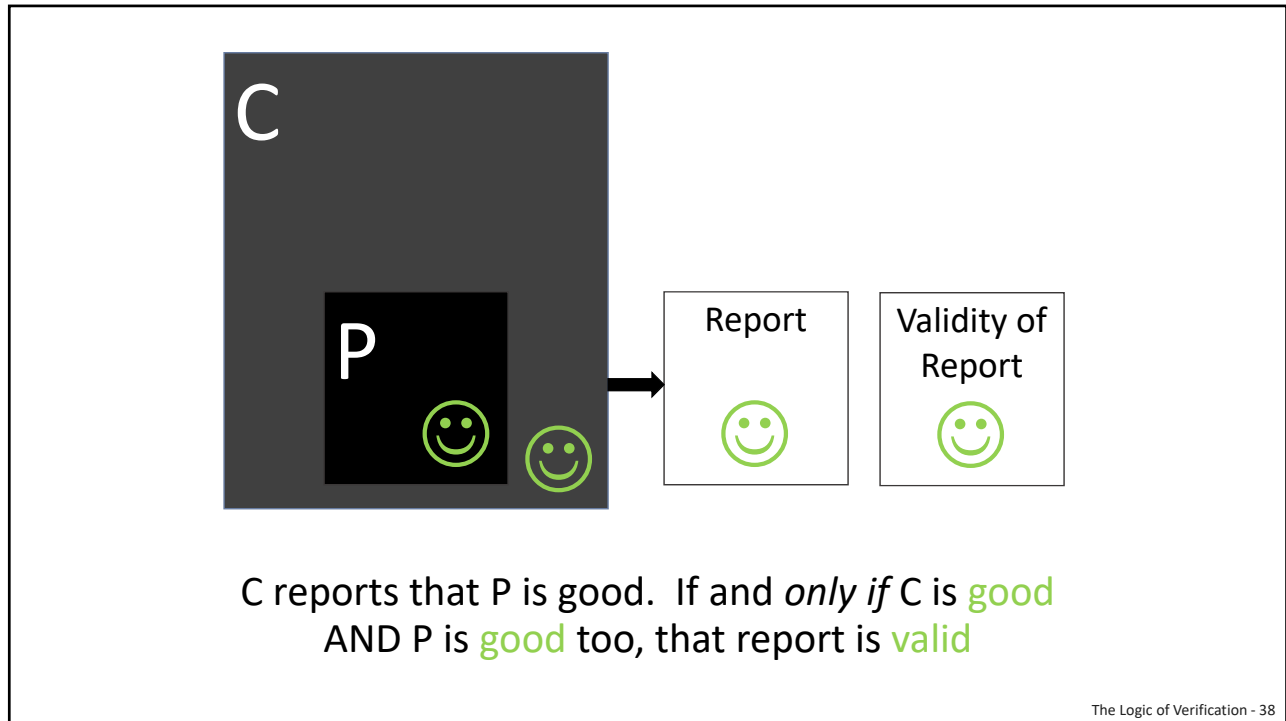 C
P
Report
Validity of
Report
C reports that P is good.  If and only if C is good
AND P is good too, that report is valid
The Logic of Verification - 38